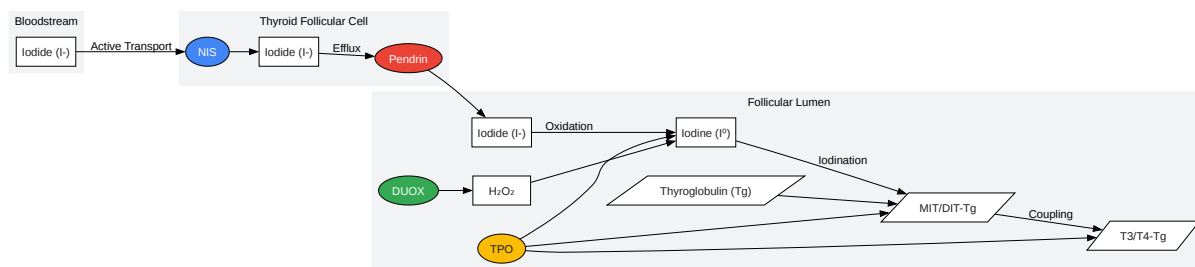 Bloodstream
Thyroid Follicular Cell
Iodide (I-)
Active Transport
NIS
Iodide (I-)
Efflux
Pendrin
Follicular Lumen
Iodide (I-)
Oxidation
Iodine (I⁰)
Iodination
DUOX
H₂O₂
Thyroglobulin (Tg)
MIT/DIT-Tg
Coupling
T3/T4-Tg
TPO